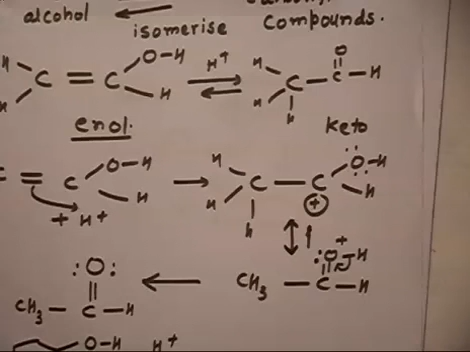 alcohol compounds.
isomerise
H O-H H⁺ H O
C = C ⇌ C - C - H
H H H H
enol. keto
H :O-H
C = C O-H → C - C
H H ⊕ H
+ H⁺ H
:O: O⁺ H
CH₃ - C - H ← CH₃ - C - H
O-H H⁺